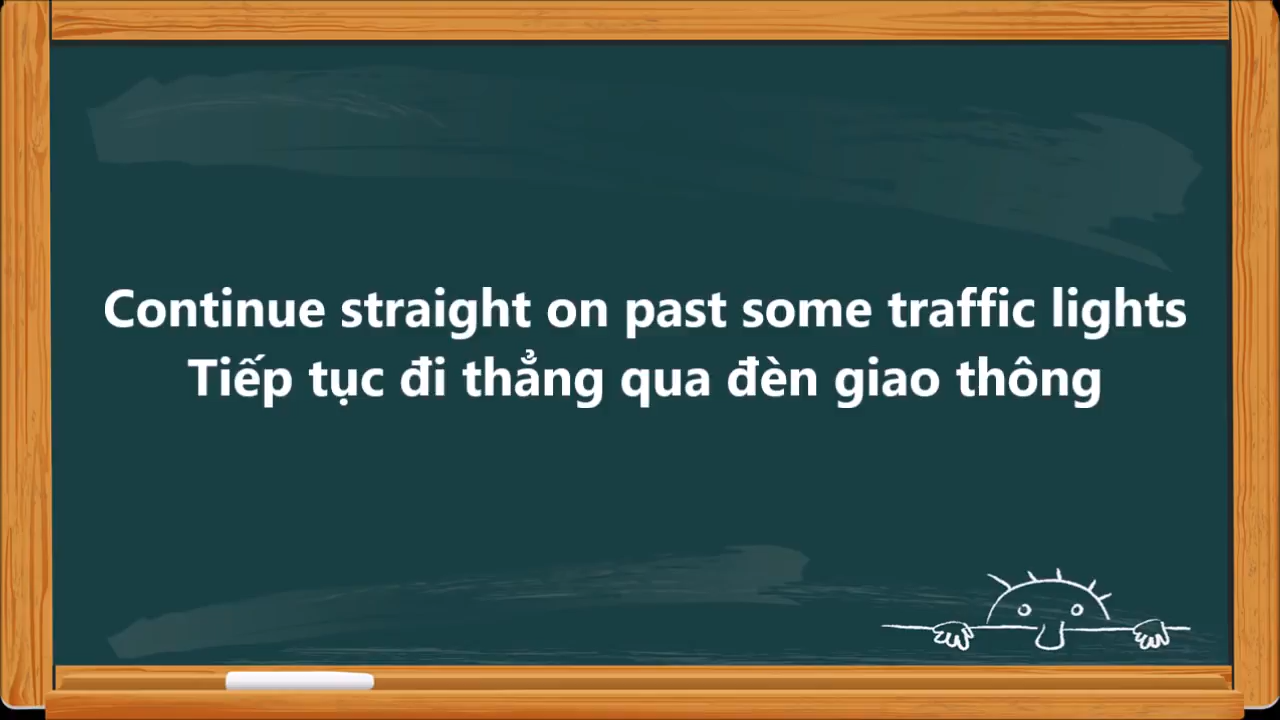 Continue straight on past some traffic lights
Tiếp tục đi thẳng qua đèn giao thông